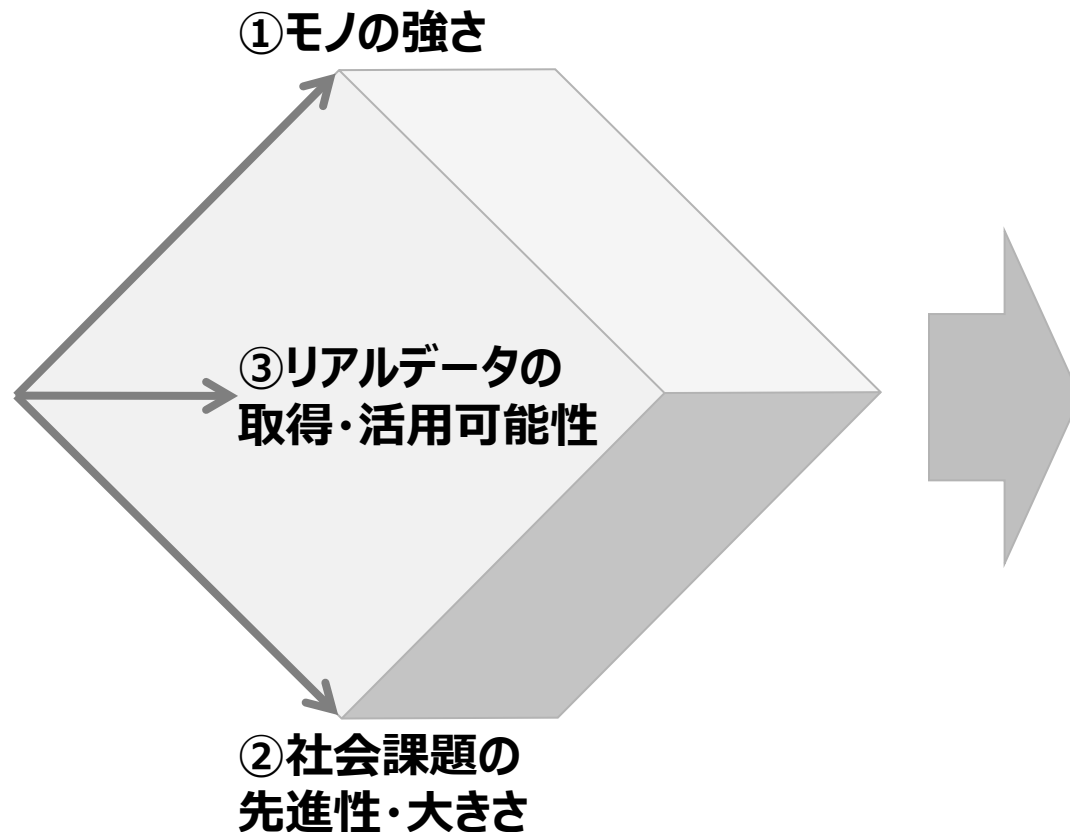 ①モノの強さ
③リアルデータの
取得・活用可能性
②社会課題の
先進性・大きさ